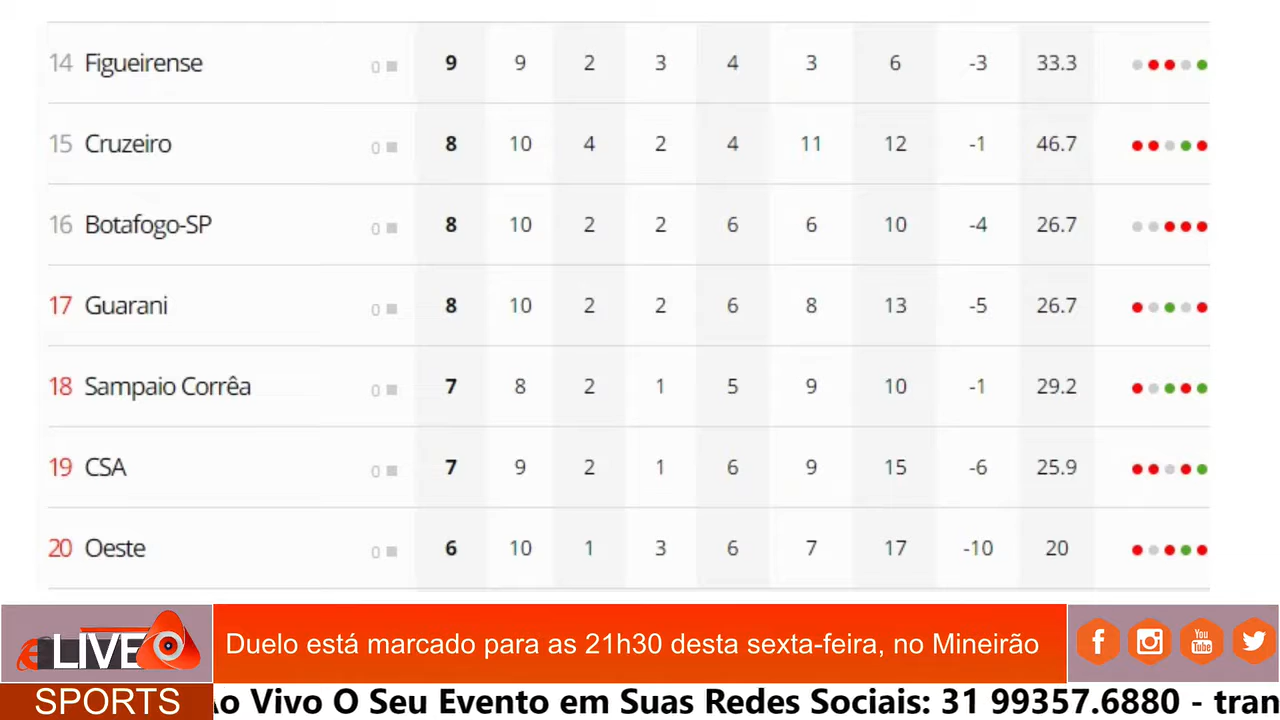 14 Figueirense 0 9 9 2 3 4 3 6 -3 33.3
15 Cruzeiro 0 8 10 4 2 4 11 12 -1 46.7
16 Botafogo-SP 0 8 10 2 2 6 6 10 -4 26.7
17 Guarani 0 8 10 2 2 6 8 13 -5 26.7
18 Sampaio Corrêa 0 7 8 2 1 5 9 10 -1 29.2
19 CSA 0 7 9 2 1 6 9 15 -6 25.9
20 Oeste 0 6 10 1 3 6 7 17 -10 20
eLIVE
SPORTS
Duelo está marcado para as 21h30 desta sexta-feira, no Mineirão
You Tube
Ao Vivo O Seu Evento em Suas Redes Sociais: 31 99357.6880 - tran